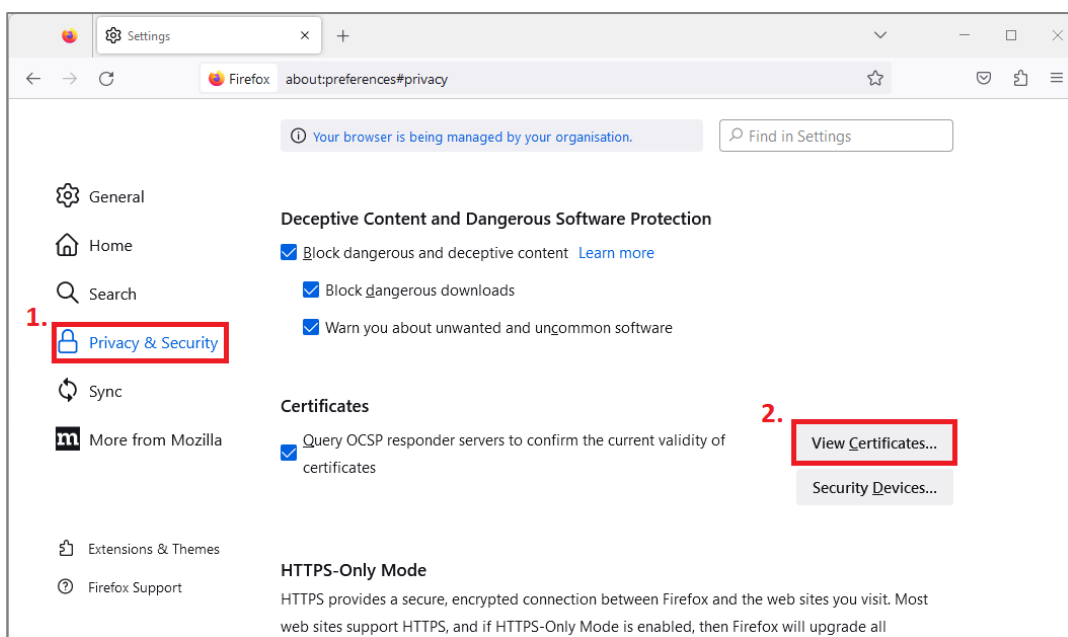 Settings
Firefox about:preferences#privacy
Your browser is being managed by your organisation.
Find in Settings
General
Home
Search
1.
Privacy & Security
Sync
m More from Mozilla
Extensions & Themes
Firefox Support
Deceptive Content and Dangerous Software Protection
Block dangerous and deceptive content Learn more
Block dangerous downloads
Warn you about unwanted and uncommon software
Certificates
Query OCSP responder servers to confirm the current validity of
certificates
2.
View Certificates...
Security Devices...
HTTPS-Only Mode
HTTPS provides a secure, encrypted connection between Firefox and the web sites you visit. Most
web sites support HTTPS, and if HTTPS-Only Mode is enabled, then Firefox will upgrade all